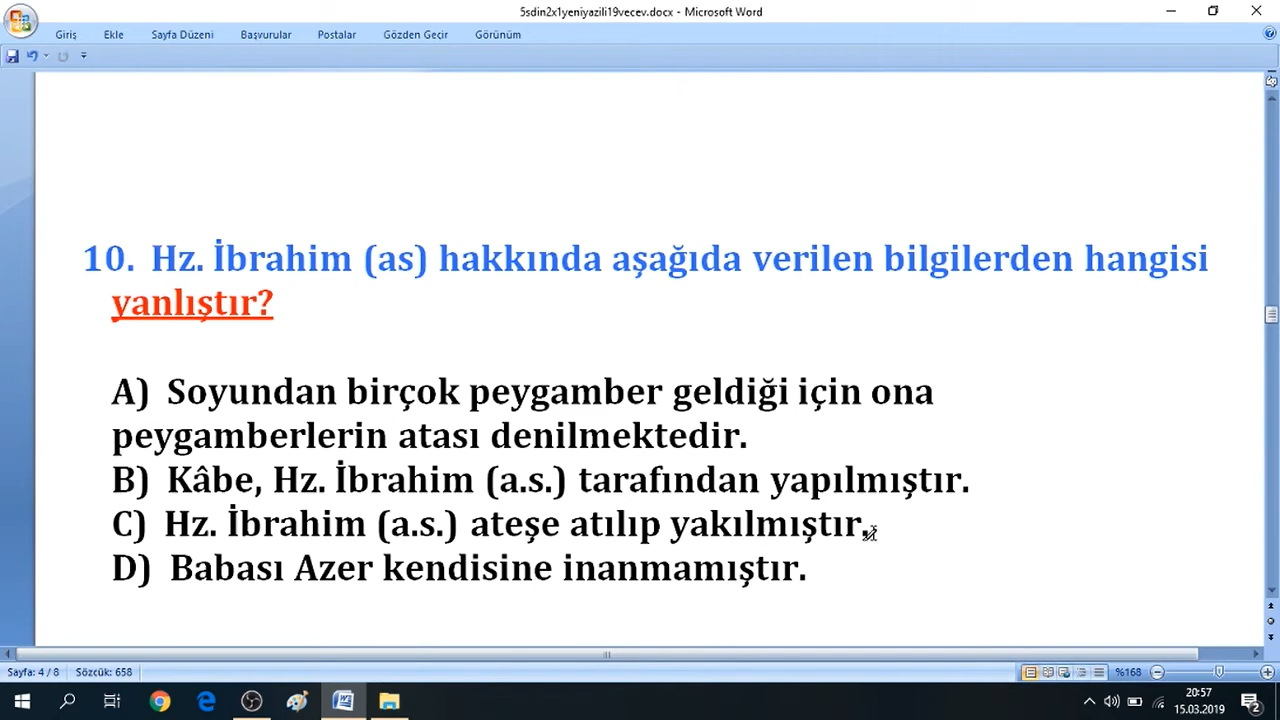 5sdin2x1yeniyazili19vecev.docx - Microsoft Word
Giriş Ekle Sayfa Düzeni Başvurular Postalar Gözden Geçir Görünüm
10. Hz. İbrahim (as) hakkında aşağıda verilen bilgilerden hangisi
yanlıştır?
A) Soyundan birçok peygamber geldiği için ona
peygamberlerin atası denilmektedir.
B) Kâbe, Hz. İbrahim (a.s.) tarafından yapılmıştır.
C) Hz. İbrahim (a.s.) ateşe atılıp yakılmıştır.
D) Babası Azer kendisine inanmamıştır.
Sayfa: 4 / 8 Sözcük: 658 %168
20:57
15.03.2019 2